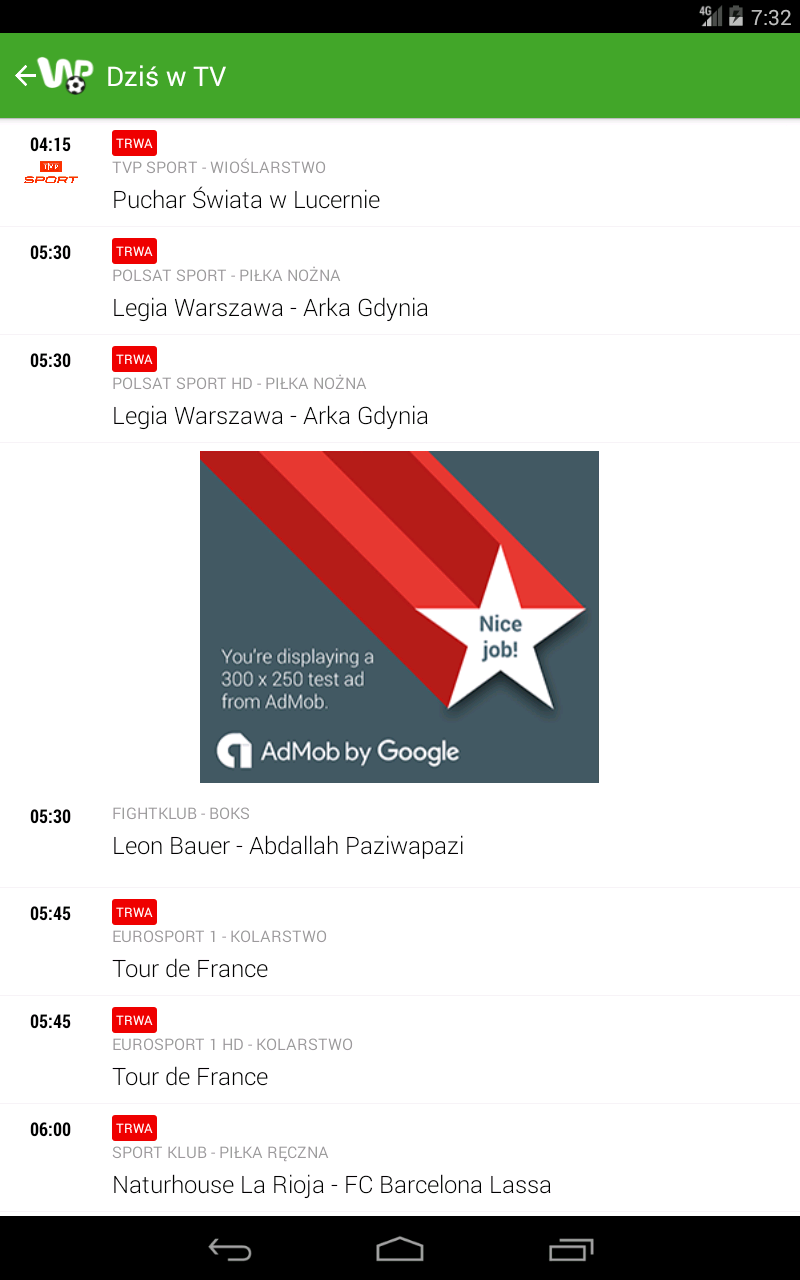 4G 7:32
WP Dziś w TV
04:15
TRWA
TVP SPORT
TVP SPORT - WIOŚLARSTWO
Puchar Świata w Lucernie
05:30
TRWA
POLSAT SPORT - PIŁKA NOŻNA
Legia Warszawa - Arka Gdynia
05:30
TRWA
POLSAT SPORT HD - PIŁKA NOŻNA
Legia Warszawa - Arka Gdynia
Nice
job!
You're displaying a
300 x 250 test ad
from AdMob.
AdMob by Google
05:30
FIGHTKLUB - BOKS
Leon Bauer - Abdallah Paziwapazi
05:45
TRWA
EUROSPORT 1 - KOLARSTWO
Tour de France
05:45
TRWA
EUROSPORT 1 HD - KOLARSTWO
Tour de France
06:00
TRWA
SPORT KLUB - PIŁKA RĘCZNA
Naturhouse La Rioja - FC Barcelona Lassa